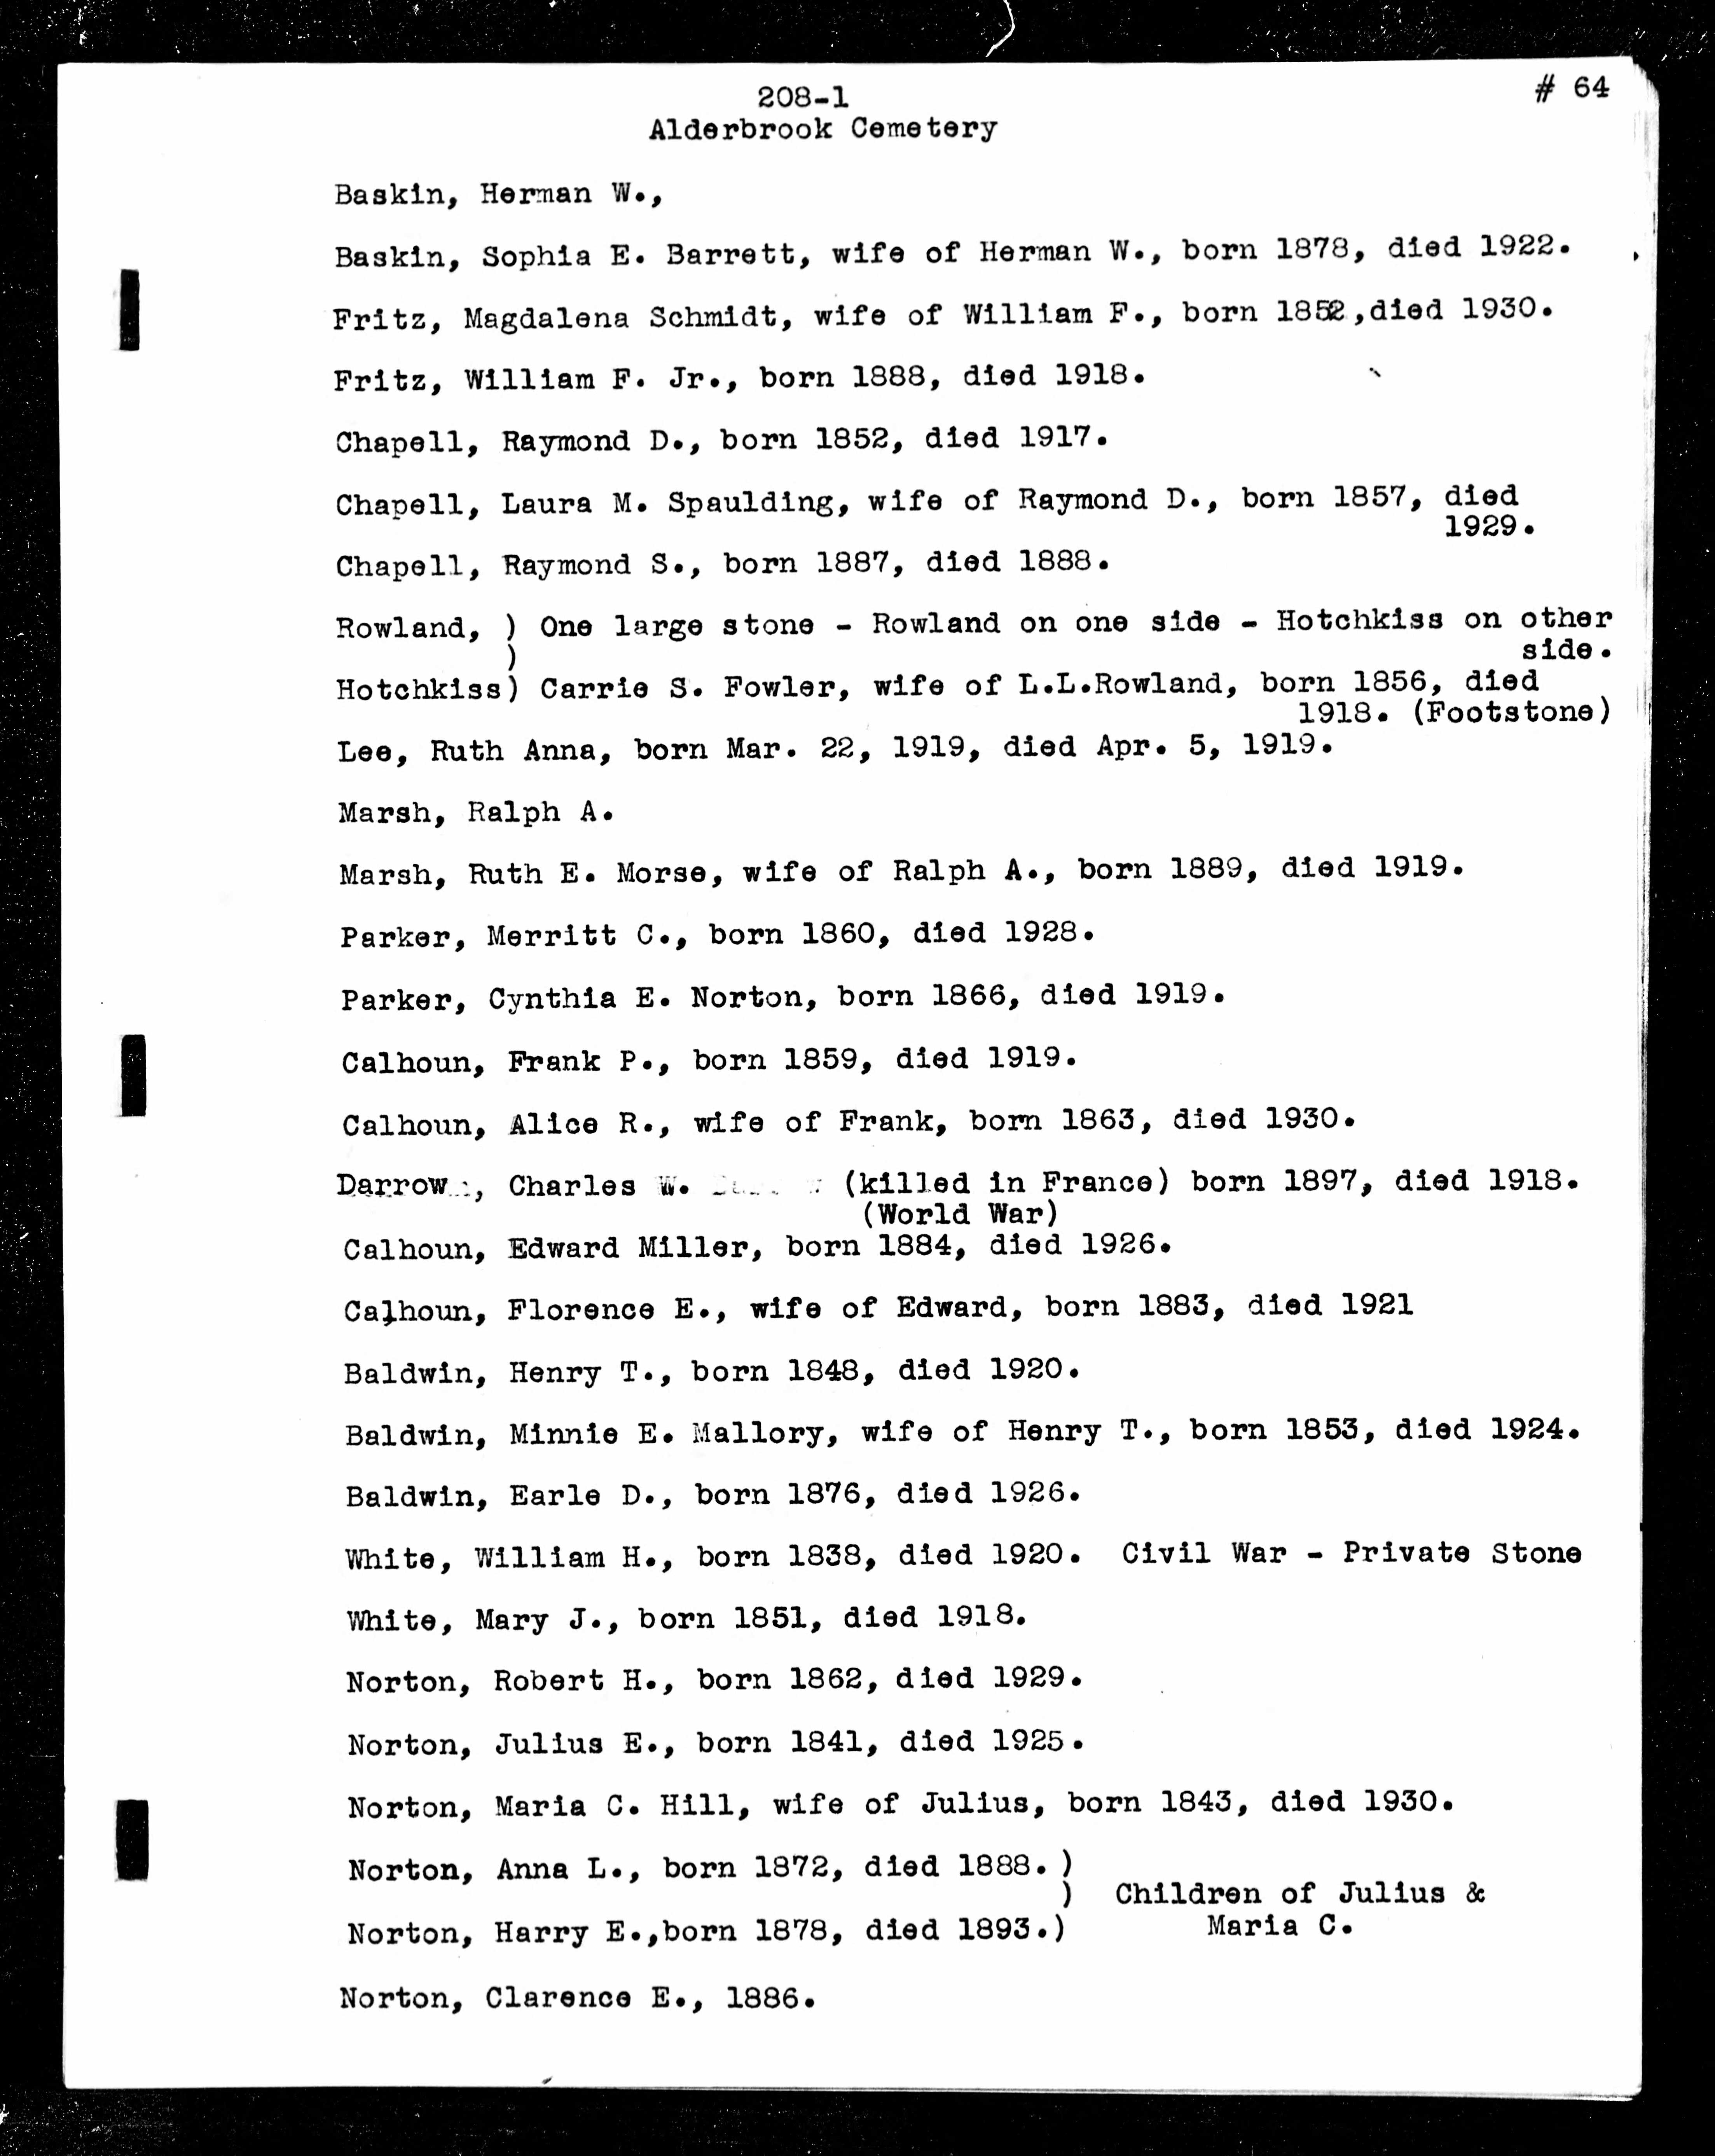 # 64
208-1
Alderbrook Cemetery
Baskin, Herman W.,
Baskin, Sophia E. Barrett, wife of Herman W., born 1878, died 1922.
Fritz, Magdalena Schmidt, wife of William F., born 1852,died 1930.
Fritz, William F. Jr., born 1888, died 1918.
Chapell, Raymond D., born 1852, died 1917.
Chapell, Laura M. Spaulding, wife of Raymond D., born 1857, died
1929.
Chapell, Raymond S., born 1887, died 1888.
Rowland, ) One large stone - Rowland on one side - Hotchkiss on other
) side.
Hotchkiss) Carrie S. Fowler, wife of L.L.Rowland, born 1856, died
1918. (Footstone)
Lee, Ruth Anna, born Mar. 22, 1919, died Apr. 5, 1919.
Marsh, Ralph A.
Marsh, Ruth E. Morse, wife of Ralph A., born 1889, died 1919.
Parker, Merritt C., born 1860, died 1928.
Parker, Cynthia E. Norton, born 1866, died 1919.
Calhoun, Frank P., born 1859, died 1919.
Calhoun, Alice R., wife of Frank, born 1863, died 1930.
Darrow, Charles W. (killed in France) born 1897, died 1918.
(World War)
Calhoun, Edward Miller, born 1884, died 1926.
Calhoun, Florence E., wife of Edward, born 1883, died 1921
Baldwin, Henry T., born 1848, died 1920.
Baldwin, Minnie E. Mallory, wife of Henry T., born 1853, died 1924.
Baldwin, Earle D., born 1876, died 1926.
White, William H., born 1838, died 1920. Civil War - Private Stone
White, Mary J., born 1851, died 1918.
Norton, Robert H., born 1862, died 1929.
Norton, Julius E., born 1841, died 1925.
Norton, Maria C. Hill, wife of Julius, born 1843, died 1930.
Norton, Anna L., born 1872, died 1888. )
) Children of Julius &
Norton, Harry E.,born 1878, died 1893.) Maria C.
Norton, Clarence E., 1886.